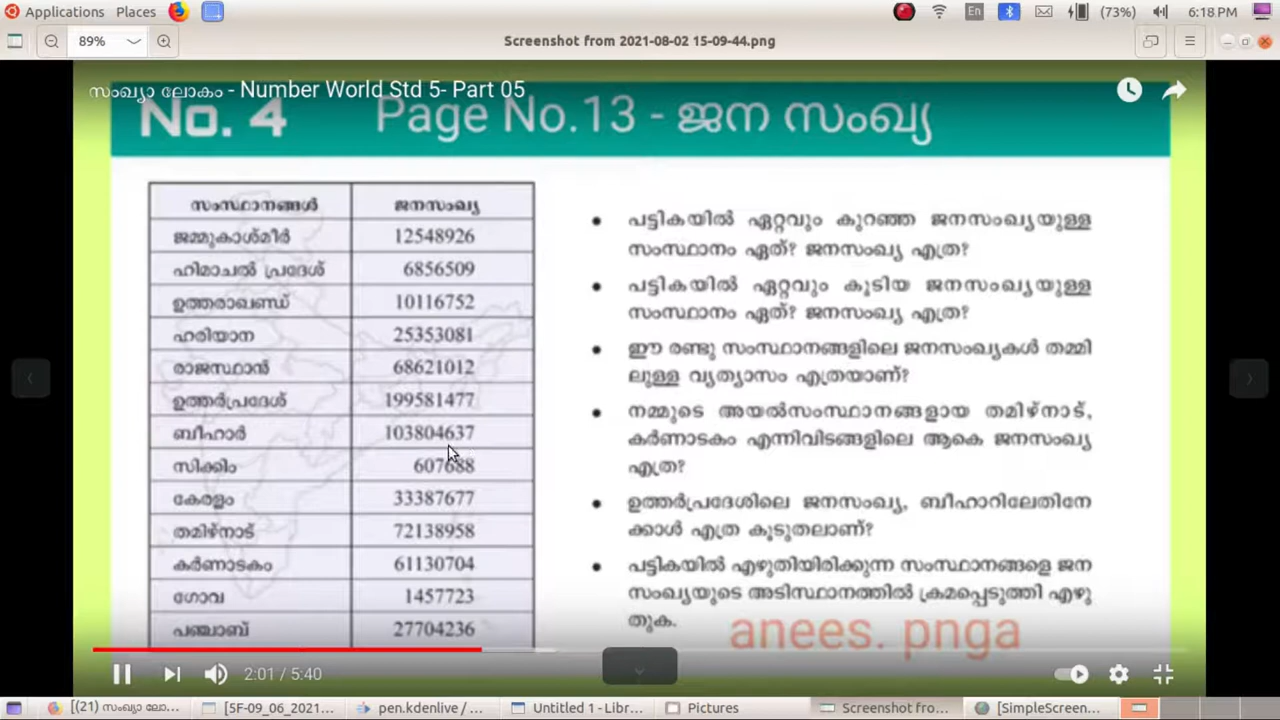 Applications Places En (73%) 6:18 PM
89% Screenshot from 2021-08-02 15-09-44.png
സംഖ്യാ ലോകം - Number World Std 5- Part 05
No. 4 Page No.13 - ജന സംഖ്യ
സംസ്ഥാനങ്ങൾ ജനസംഖ്യ
ജമ്മുകാശ്മീർ 12548926
ഹിമാചൽ പ്രദേശ് 6856509
ഉത്തരാഖണ്ഡ് 10116752
ഹരിയാന 25353081
രാജസ്ഥാൻ 68621012
ഉത്തർപ്രദേശ് 199581477
ബീഹാർ 103804637
സിക്കിം 607688
കേരളം 33387677
തമിഴ്നാട് 72138958
കർണാടകം 61130704
ഗോവ 1457723
പഞ്ചാബ് 27704236
• പട്ടികയിൽ ഏറ്റവും കുറഞ്ഞ ജനസംഖ്യയുള്ള
സംസ്ഥാനം ഏത്? ജനസംഖ്യ എത്ര?
• പട്ടികയിൽ ഏറ്റവും കൂടിയ ജനസംഖ്യയുള്ള
സംസ്ഥാനം ഏത്? ജനസംഖ്യ എത്ര?
• ഈ രണ്ടു സംസ്ഥാനങ്ങളിലെ ജനസംഖ്യകൾ തമ്മി
ലുള്ള വ്യത്യാസം എത്രയാണ്?
• നമ്മുടെ അയൽസംസ്ഥാനങ്ങളായ തമിഴ്നാട്,
കർണാടകം എന്നിവിടങ്ങളിലെ ആകെ ജനസംഖ്യ
എത്ര?
• ഉത്തർപ്രദേശിലെ ജനസംഖ്യ, ബീഹാറിലേതിനേ
ക്കാൾ എത്ര കൂടുതലാണ്?
• പട്ടികയിൽ എഴുതിയിരിക്കുന്ന സംസ്ഥാനങ്ങളെ ജന
സംഖ്യയുടെ അടിസ്ഥാനത്തിൽ ക്രമപ്പെടുത്തി എഴു
തുക.
anees. pnga
2:01 / 5:40
[(21) സംഖ്യാ ലോ... [5F-09_06_2021... pen.kdenlive / ... Untitled 1 - Libr... Pictures Screenshot fro... [SimpleScreen...